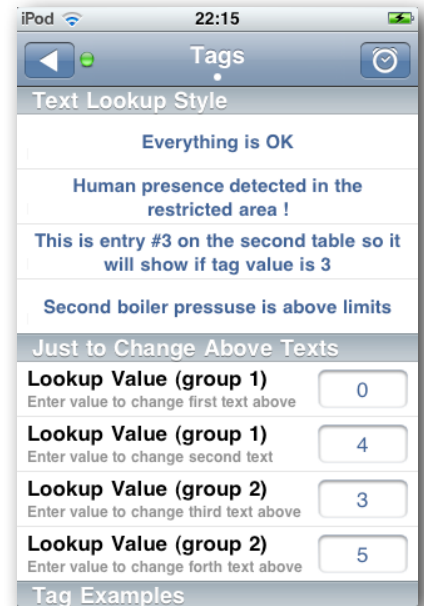 iPod 22:15
Tags
Text Lookup Style
Everything is OK
Human presence detected in the
restricted area !
This is entry #3 on the second table so it
will show if tag value is 3
Second boiler pressuse is above limits
Just to Change Above Texts
Lookup Value (group 1)
Enter value to change first text above
0
Lookup Value (group 1)
Enter value to change second text
4
Lookup Value (group 2)
Enter value to change third text above
3
Lookup Value (group 2)
Enter value to change forth text above
5
Tag Examples